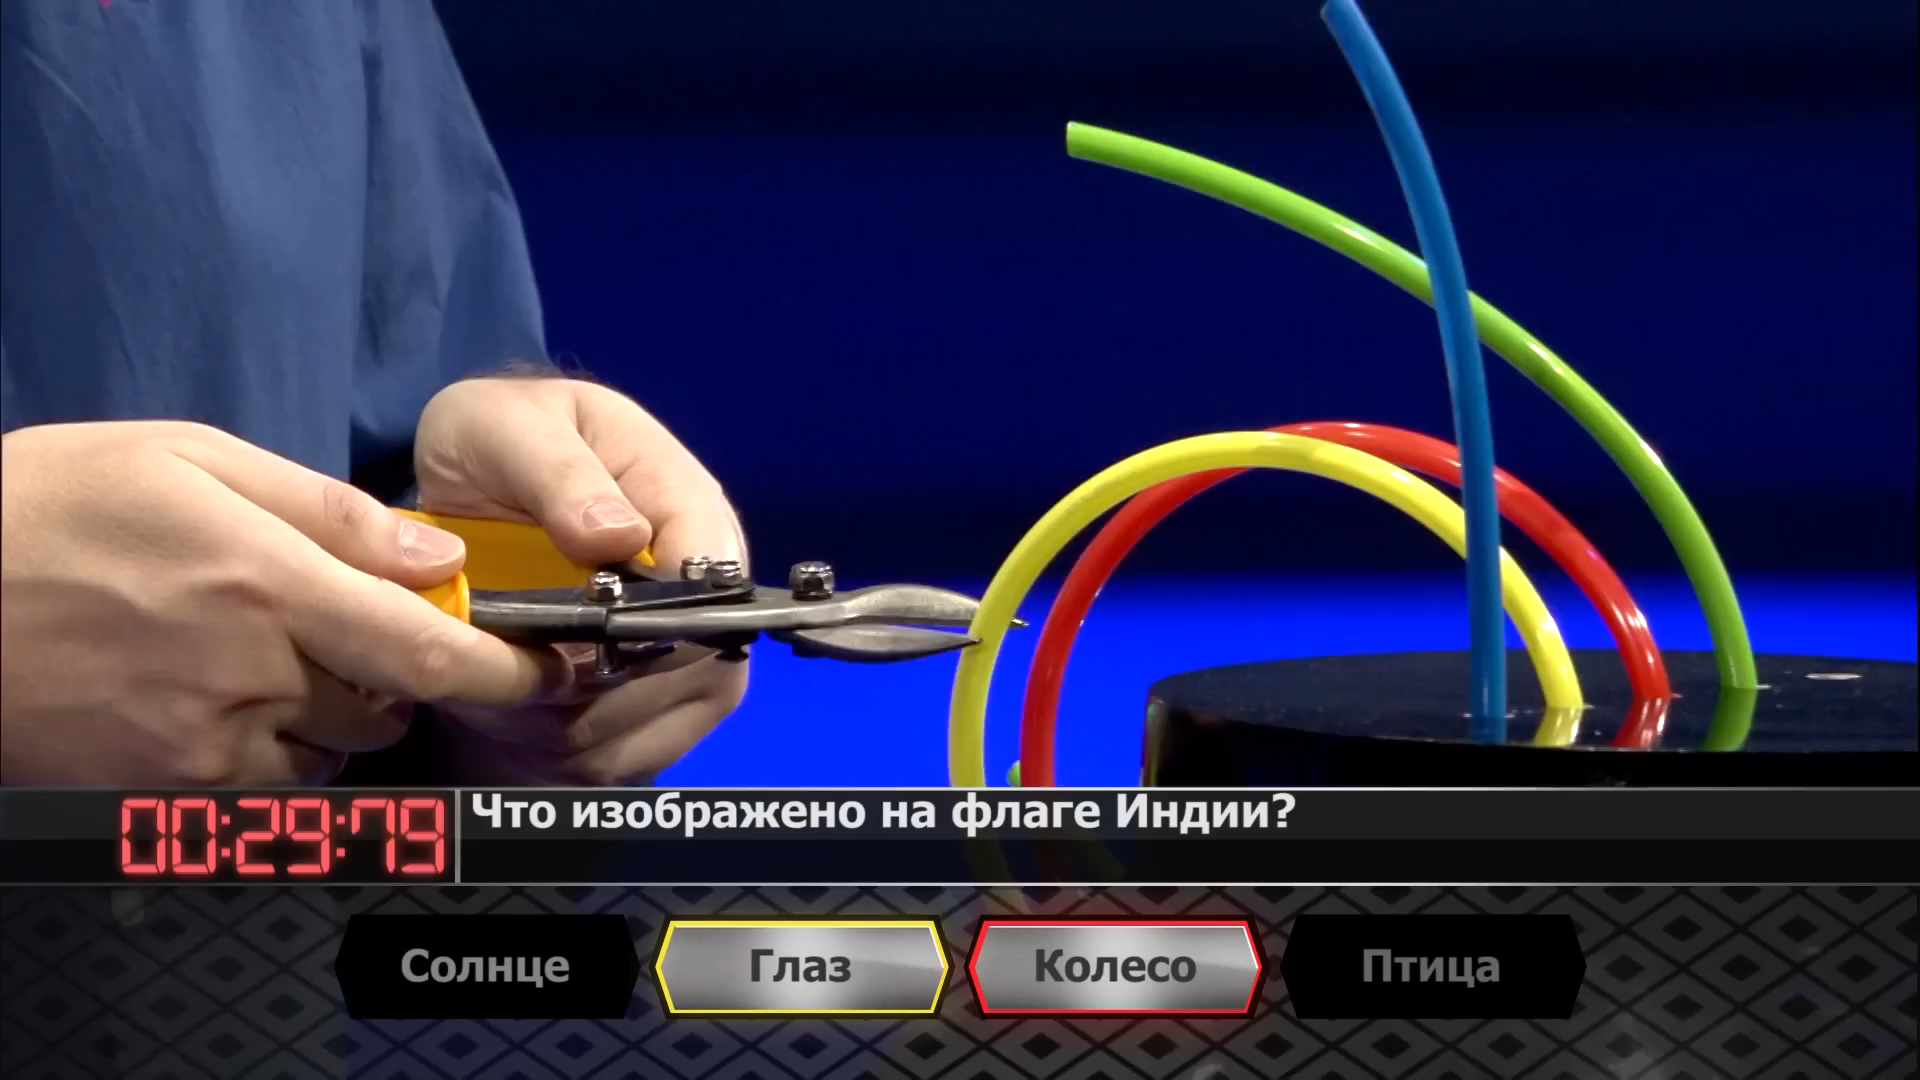 00:29:79
Что изображено на флаге Индии?
Солнце
Глаз
Колесо
Птица